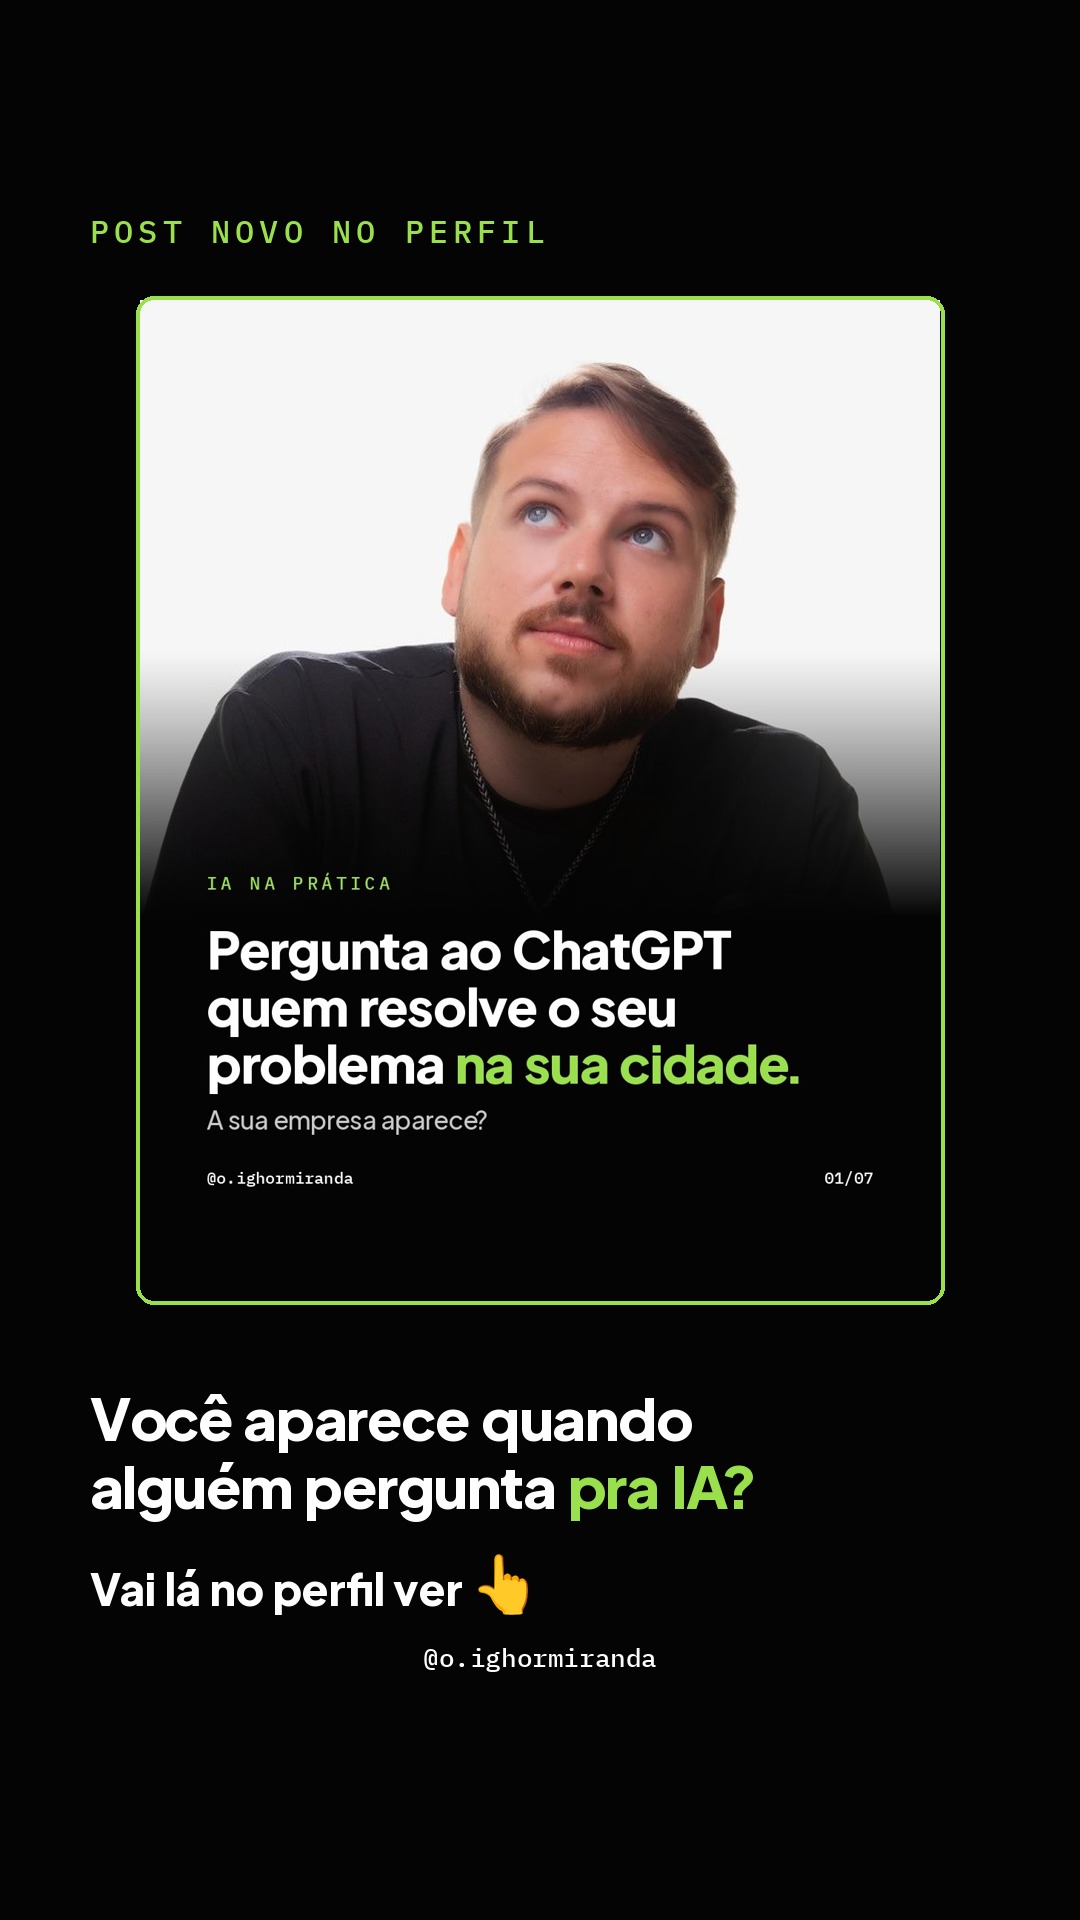 POST NOVO NO PERFIL
IA NA PRÁTICA
Pergunta ao ChatGPT
quem resolve o seu
problema na sua cidade.
A sua empresa aparece?
@o.ighormiranda
01/07
Você aparece quando
alguém pergunta pra IA?
Vai lá no perfil ver 👆
@o.ighormiranda